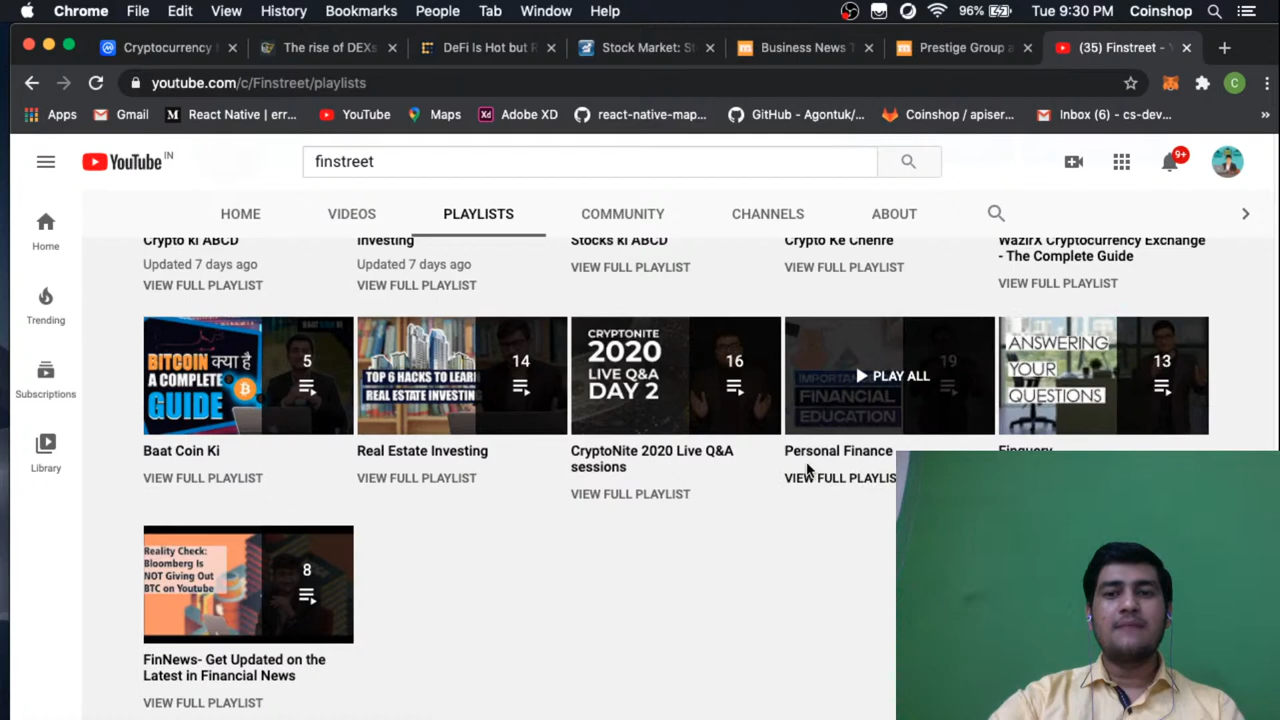 Chrome File Edit View History Bookmarks People Tab Window Help 96% Tue 9:30 PM Coinshop
Cryptocurrency The rise of DEXs DeFi Is Hot but R Stock Market: St Business News T Prestige Group a (35) Finstreet -
youtube.com/c/Finstreet/playlists
Apps Gmail React Native | err... YouTube Maps Adobe XD react-native-map... GitHub - Agontuk/... Coinshop / apiser... Inbox (6) - cs-dev...
YouTube IN
finstreet
9+
HOME VIDEOS PLAYLISTS COMMUNITY CHANNELS ABOUT
Home
Trending
Subscriptions
Library
Crypto ki ABCD
Updated 7 days ago
VIEW FULL PLAYLIST
Investing
Updated 7 days ago
VIEW FULL PLAYLIST
Stocks ki ABCD
VIEW FULL PLAYLIST
Crypto Ke Chehre
VIEW FULL PLAYLIST
WazirX Cryptocurrency Exchange
- The Complete Guide
VIEW FULL PLAYLIST
BITCOIN क्या है
A COMPLETE
GUIDE
5
Baat Coin Ki
VIEW FULL PLAYLIST
TOP 6 HACKS TO LEARN
REAL ESTATE INVESTIN
14
Real Estate Investing
VIEW FULL PLAYLIST
CRYPTONITE
2020
LIVE Q&A
DAY 2
16
CryptoNite 2020 Live Q&A
sessions
VIEW FULL PLAYLIST
FINANCIAL
EDUCATION
19
PLAY ALL
Personal Finance
VIEW FULL PLAYLIS
ANSWERING
YOUR
QUESTIONS
13
Finquery
Reality Check:
Bloomberg Is
NOT Giving Out
BTC on Youtube
8
FinNews- Get Updated on the
Latest in Financial News
VIEW FULL PLAYLIST